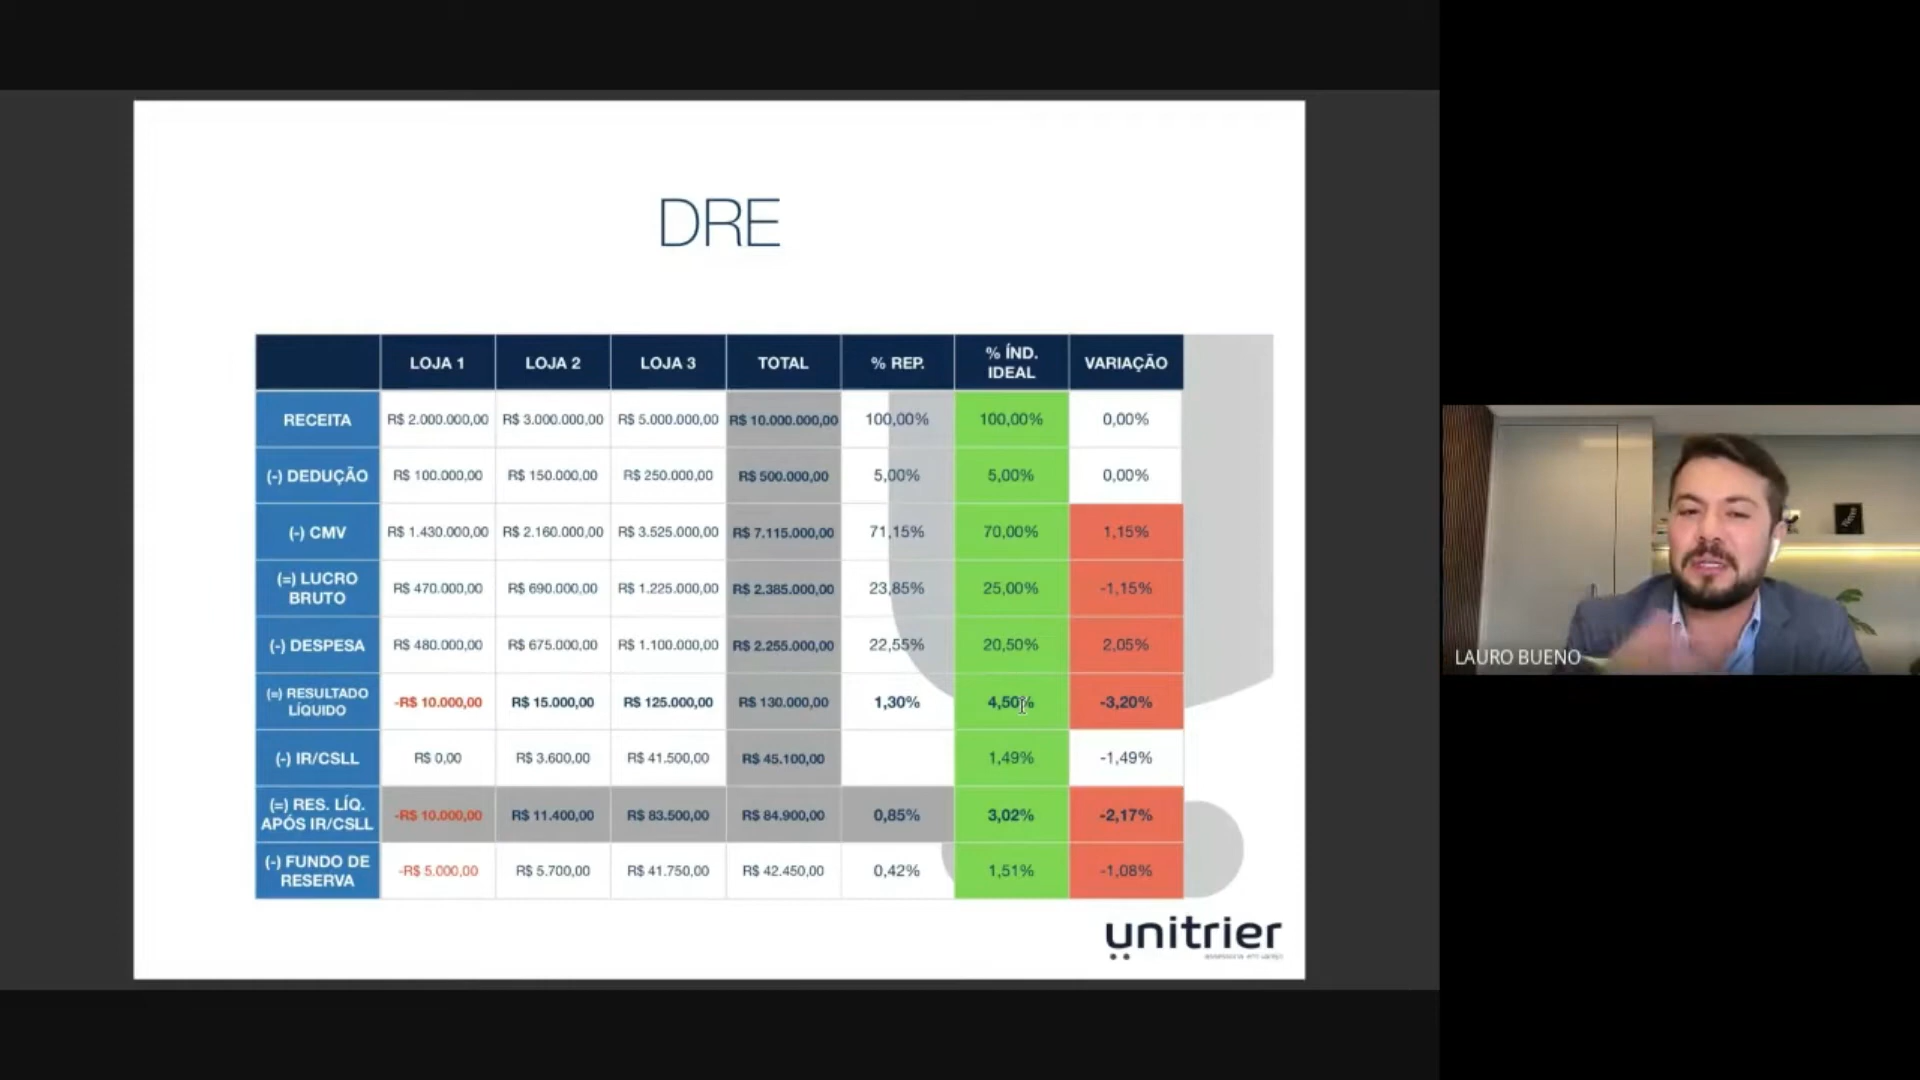 DRE
LOJA 1 LOJA 2 LOJA 3 TOTAL % REP. % ÍND. IDEAL VARIAÇÃO
RECEITA R$ 2.000.000,00 R$ 3.000.000,00 R$ 5.000.000,00 R$ 10.000.000,00 100,00% 100,00% 0,00%
(-) DEDUÇÃO R$ 100.000,00 R$ 150.000,00 R$ 250.000,00 R$ 500.000,00 5,00% 5,00% 0,00%
(-) CMV R$ 1.430.000,00 R$ 2.160.000,00 R$ 3.525.000,00 R$ 7.115.000,00 71,15% 70,00% 1,15%
(=) LUCRO BRUTO R$ 470.000,00 R$ 690.000,00 R$ 1.225.000,00 R$ 2.385.000,00 23,85% 25,00% -1,15%
(-) DESPESA R$ 480.000,00 R$ 675.000,00 R$ 1.100.000,00 R$ 2.255.000,00 22,55% 20,50% 2,05%
(=) RESULTADO LÍQUIDO -R$ 10.000,00 R$ 15.000,00 R$ 125.000,00 R$ 130.000,00 1,30% 4,50% -3,20%
(-) IR/CSLL R$ 0,00 R$ 3.600,00 R$ 41.500,00 R$ 45.100,00 1,49% -1,49%
(=) RES. LÍQ. APÓS IR/CSLL -R$ 10.000,00 R$ 11.400,00 R$ 83.500,00 R$ 84.900,00 0,85% 3,02% -2,17%
(-) FUNDO DE RESERVA -R$ 5.000,00 R$ 5.700,00 R$ 41.750,00 R$ 42.450,00 0,42% 1,51% -1,08%
unitrier
LAURO BUENO